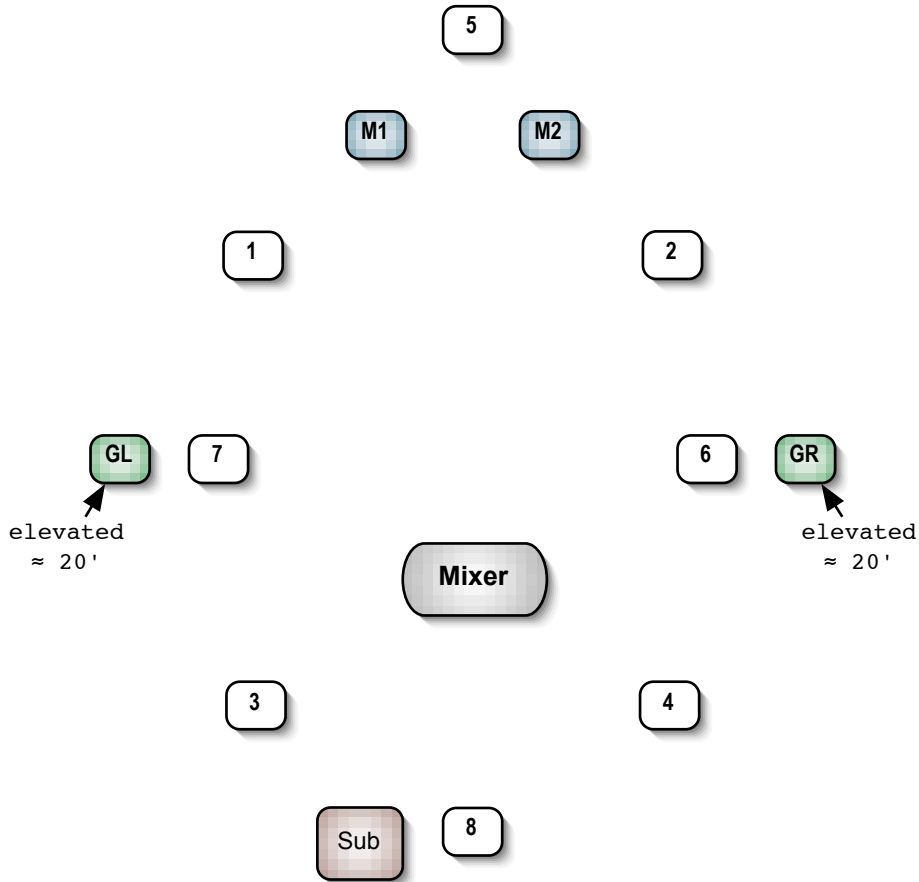 5
M1
M2
1
2
GL
7
6
GR
elevated
≈ 20'
elevated
≈ 20'
Mixer
3
4
Sub
8